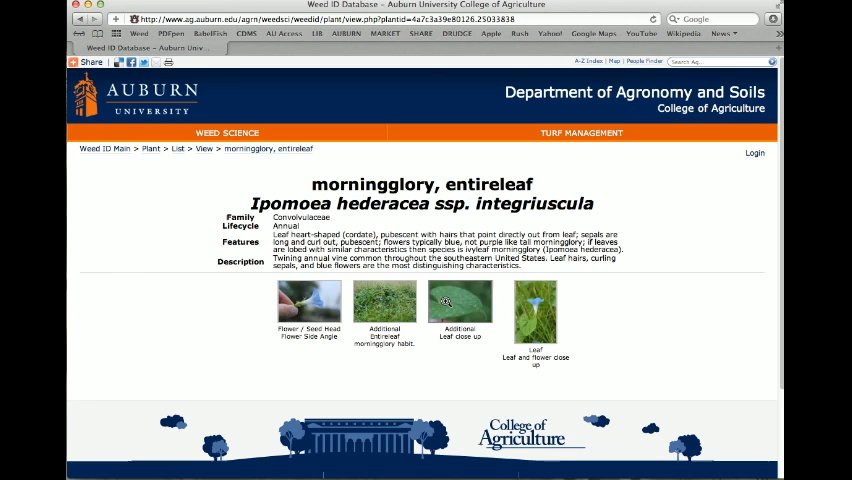 Weed ID Database – Auburn University College of Agriculture
http://www.ag.auburn.edu/agrn/weedsci/weedid/plant/view.php?plantid=4a7c3a39e80126.25033838
Google
Weed PDFpen BabelFish CDMS AU Access LIB AUBURN MARKET SHARE DRUDGE Apple Rush Yahoo! Google Maps YouTube Wikipedia News
Weed ID Database – Auburn Univ...
Share
A-Z Index | Map | People Finder
Search Ag...
AUBURN
UNIVERSITY
Department of Agronomy and Soils
College of Agriculture
WEED SCIENCE TURF MANAGEMENT
Weed ID Main > Plant > List > View > morningglory, entireleaf
Login
morningglory, entireleaf
Ipomoea hederacea ssp. integriuscula
Family Convolvulaceae
Lifecycle Annual
Features Leaf heart-shaped (cordate), pubescent with hairs that point directly out from leaf; sepals are
long and curl out, pubescent; flowers typically blue, not purple like tall morningglory; if leaves
are lobed with similar characteristics then species is ivyleaf morningglory (Ipomoea hederacea).
Description Twining annual vine common throughout the southeastern United States. Leaf hairs, curling
sepals, and blue flowers are the most distinguishing characteristics.
Flower / Seed Head
Flower Side Angle
Additional
Entireleaf
morningglory habit.
Additional
Leaf close up
Leaf
Leaf and flower close
up
College of
Agriculture